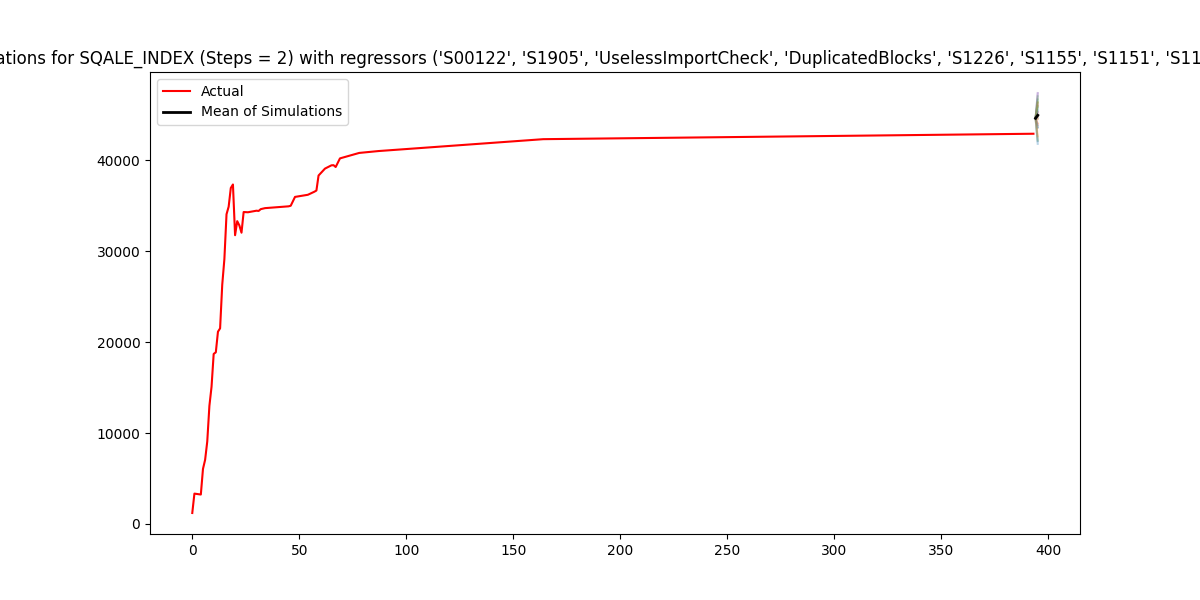 ations for SQALE_INDEX (Steps = 2) with regressors ('S00122', 'S1905', 'UselessImportCheck', 'DuplicatedBlocks', 'S1226', 'S1155', 'S1151', 'S11
Actual
Mean of Simulations
40000
30000
20000
10000
0
0 50 100 150 200 250 300 350 400